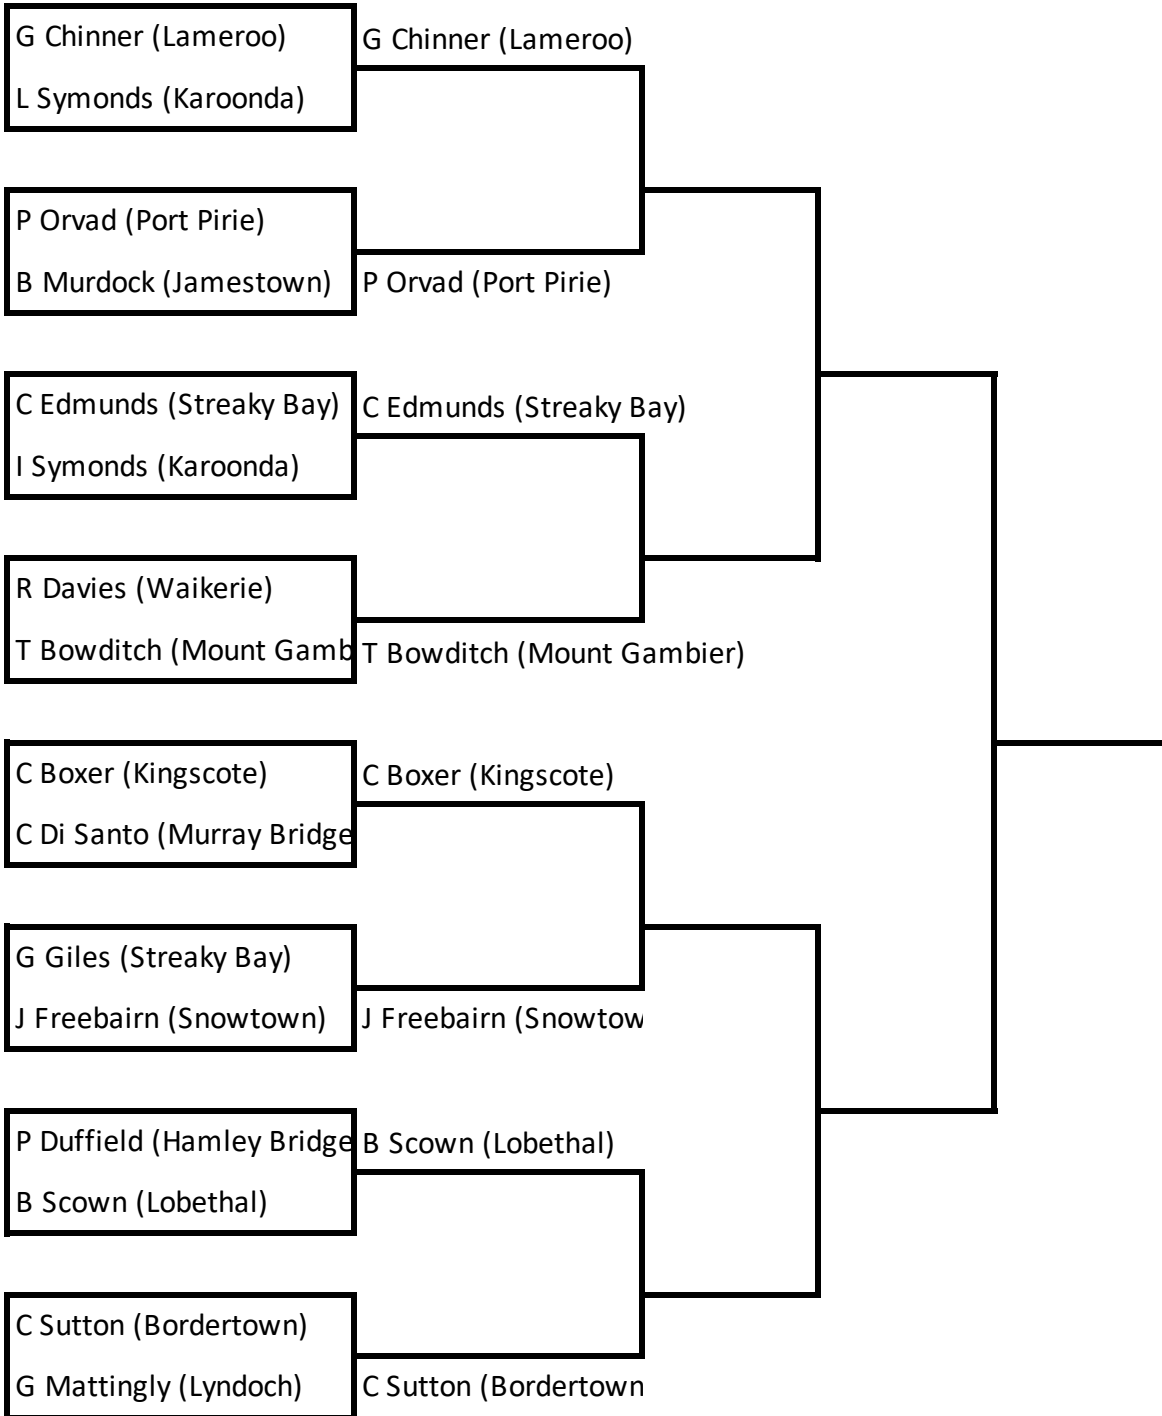 G Chinner (Lameroo)
L Symonds (Karoonda)
G Chinner (Lameroo)
P Orvad (Port Pirie)
B Murdock (Jamestown)
P Orvad (Port Pirie)
C Edmunds (Streaky Bay)
I Symonds (Karoonda)
C Edmunds (Streaky Bay)
R Davies (Waikerie)
T Bowditch (Mount Gamb
T Bowditch (Mount Gambier)
C Boxer (Kingscote)
C Di Santo (Murray Bridge
C Boxer (Kingscote)
G Giles (Streaky Bay)
J Freebairn (Snowtown)
J Freebairn (Snowtow
P Duffield (Hamley Bridge
B Scown (Lobethal)
B Scown (Lobethal)
C Sutton (Bordertown)
G Mattingly (Lyndoch)
C Sutton (Bordertown